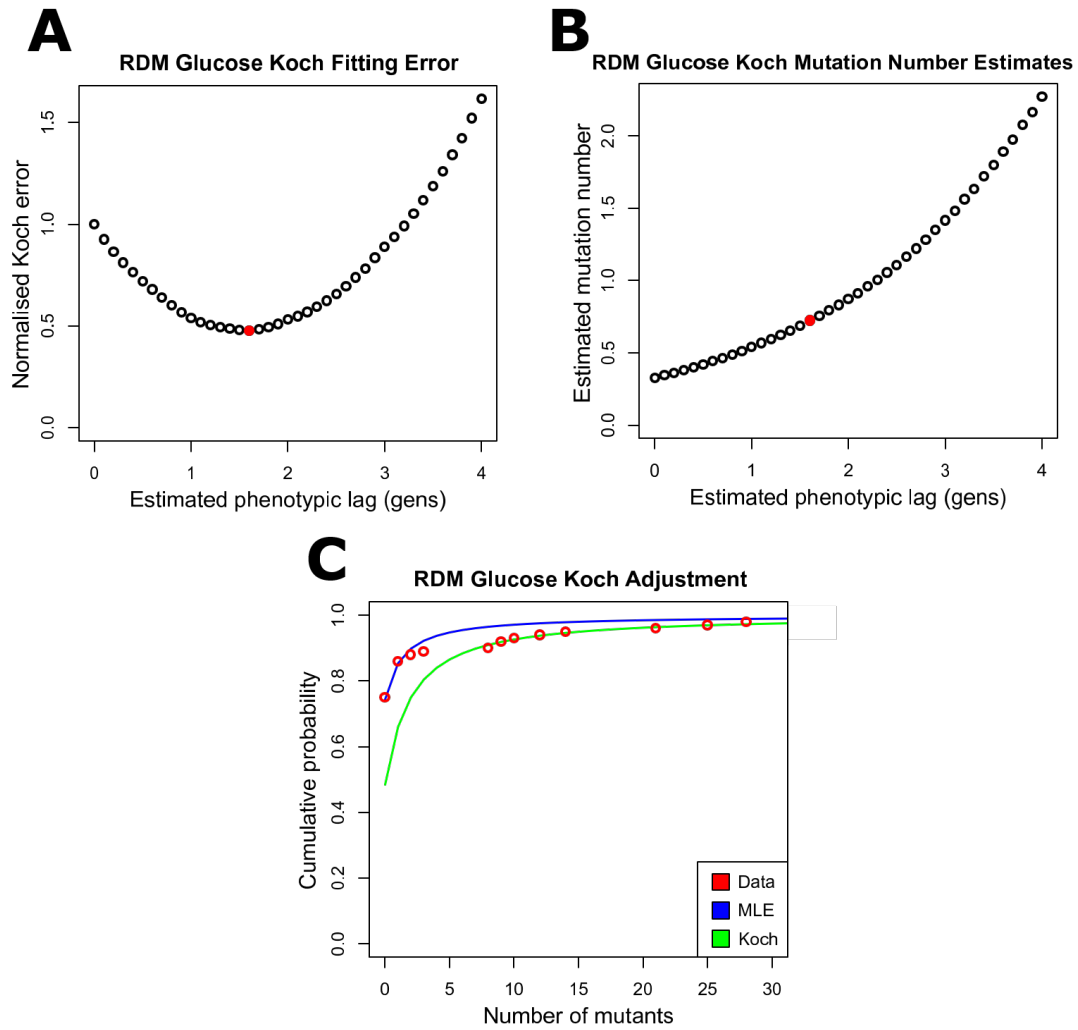 A
RDM Glucose Koch Fitting Error
Normalised Koch error
0.0
0.5
1.0
1.5
0 1 2 3 4
Estimated phenotypic lag (gens)
B
RDM Glucose Koch Mutation Number Estimates
Estimated mutation number
0.0
0.5
1.0
1.5
2.0
0 1 2 3 4
Estimated phenotypic lag (gens)
C
RDM Glucose Koch Adjustment
Cumulative probability
0.0
0.2
0.4
0.6
0.8
1.0
0 5 10 15 20 25 30
Number of mutants
Data
MLE
Koch